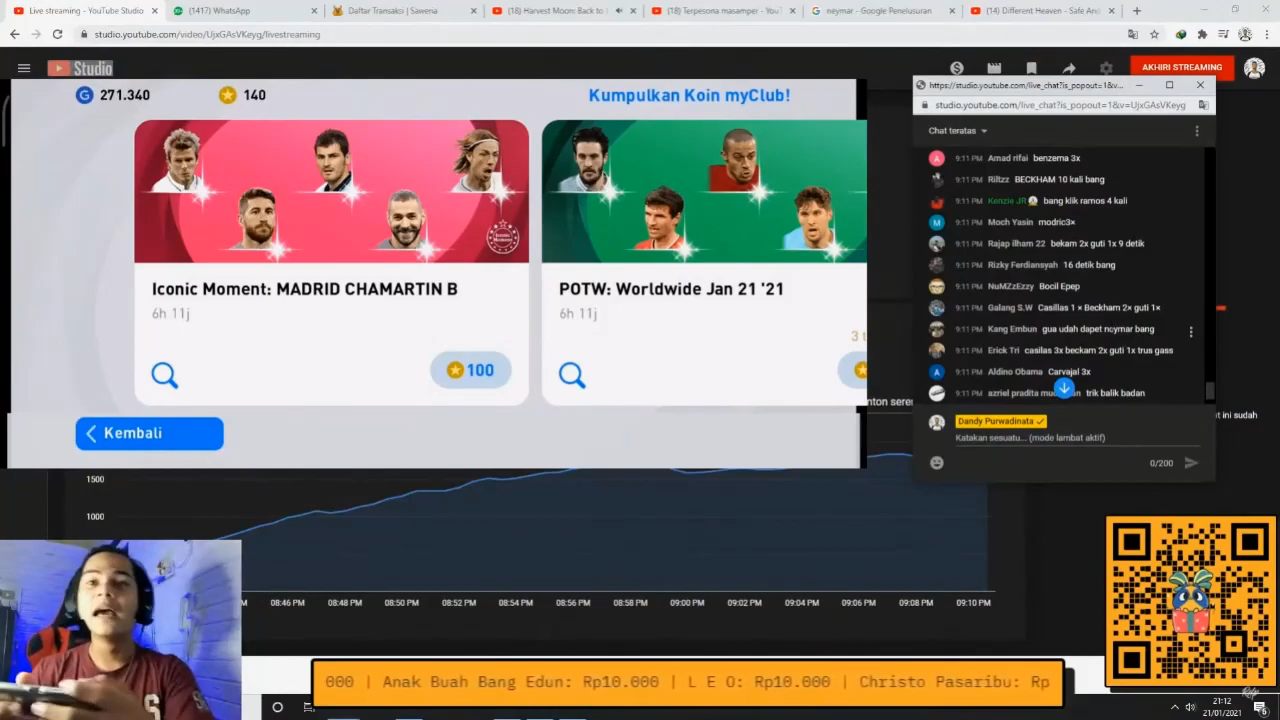 Live streaming - YouTube Studio
(1417) WhatsApp
Daftar Transaksi | Saweria
(18) Harvest Moon: Back to
(18) Terpesona masamper - YouT
neymar - Google Penelusuran
(14) Different Heaven - Safe And
studio.youtube.com/video/UjxGAsVKeyg/livestreaming
Studio
AKHIRI STREAMING
271.340
140
Kumpulkan Koin myClub!
Iconic Moment: MADRID CHAMARTIN B
6h 11j
100
POTW: Worldwide Jan 21 '21
6h 11j
3 t
Kembali
https://studio.youtube.com/live_chat?is_popout=1&v...
studio.youtube.com/live_chat?is_popout=1&v=UjxGAsVKeyg
Chat teratas
9:11 PM Amad rifai benzema 3x
9:11 PM Riltzz BECKHAM 10 kali bang
9:11 PM Kenzie JR bang klik ramos 4 kali
9:11 PM Moch Yasin modric3×
9:11 PM Rajap ilham 22 bekam 2x guti 1x 9 detik
9:11 PM Rizky Ferdiansyah 16 detik bang
9:11 PM NuMZzEzzy Bocil Epep
9:11 PM Galang S.W Casillas 1 × Beckham 2× guti 1×
9:11 PM Kang Embun gua udah dapet neymar bang
9:11 PM Erick Tri casilas 3x beckam 2x guti 1x trus gass
9:11 PM Aldino Obama Carvajal 3x
9:11 PM azriel pradita trik balik badan
Dandy Purwadinata
Katakan sesuatu... (mode lambat aktif)
0/200
nton seren
t ini sudah
1500
1000
M 08:46 PM 08:48 PM 08:50 PM 08:52 PM 08:54 PM 08:56 PM 08:58 PM 09:00 PM 09:02 PM 09:04 PM 09:06 PM 09:08 PM 09:10 PM
000 | Anak Buah Bang Edun: Rp10.000 | L E O: Rp10.000 | Christo Pasaribu: Rp
21:12
21/01/2021